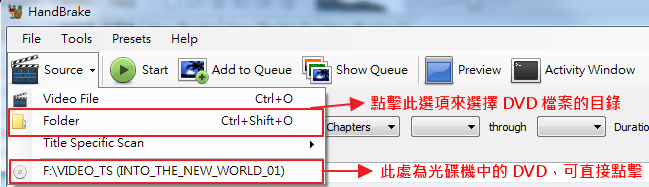 HandBrake
File Tools Presets Help
Source Start Add to Queue Show Queue Preview Activity Window
Video File Ctrl+O
點擊此選項來選擇 DVD 檔案的目錄
Folder Ctrl+Shift+O
Chapters through Duratio
Title Specific Scan
F:\VIDEO_TS (INTO_THE_NEW_WORLD_01)
此處為光碟機中的 DVD，可直接點擊